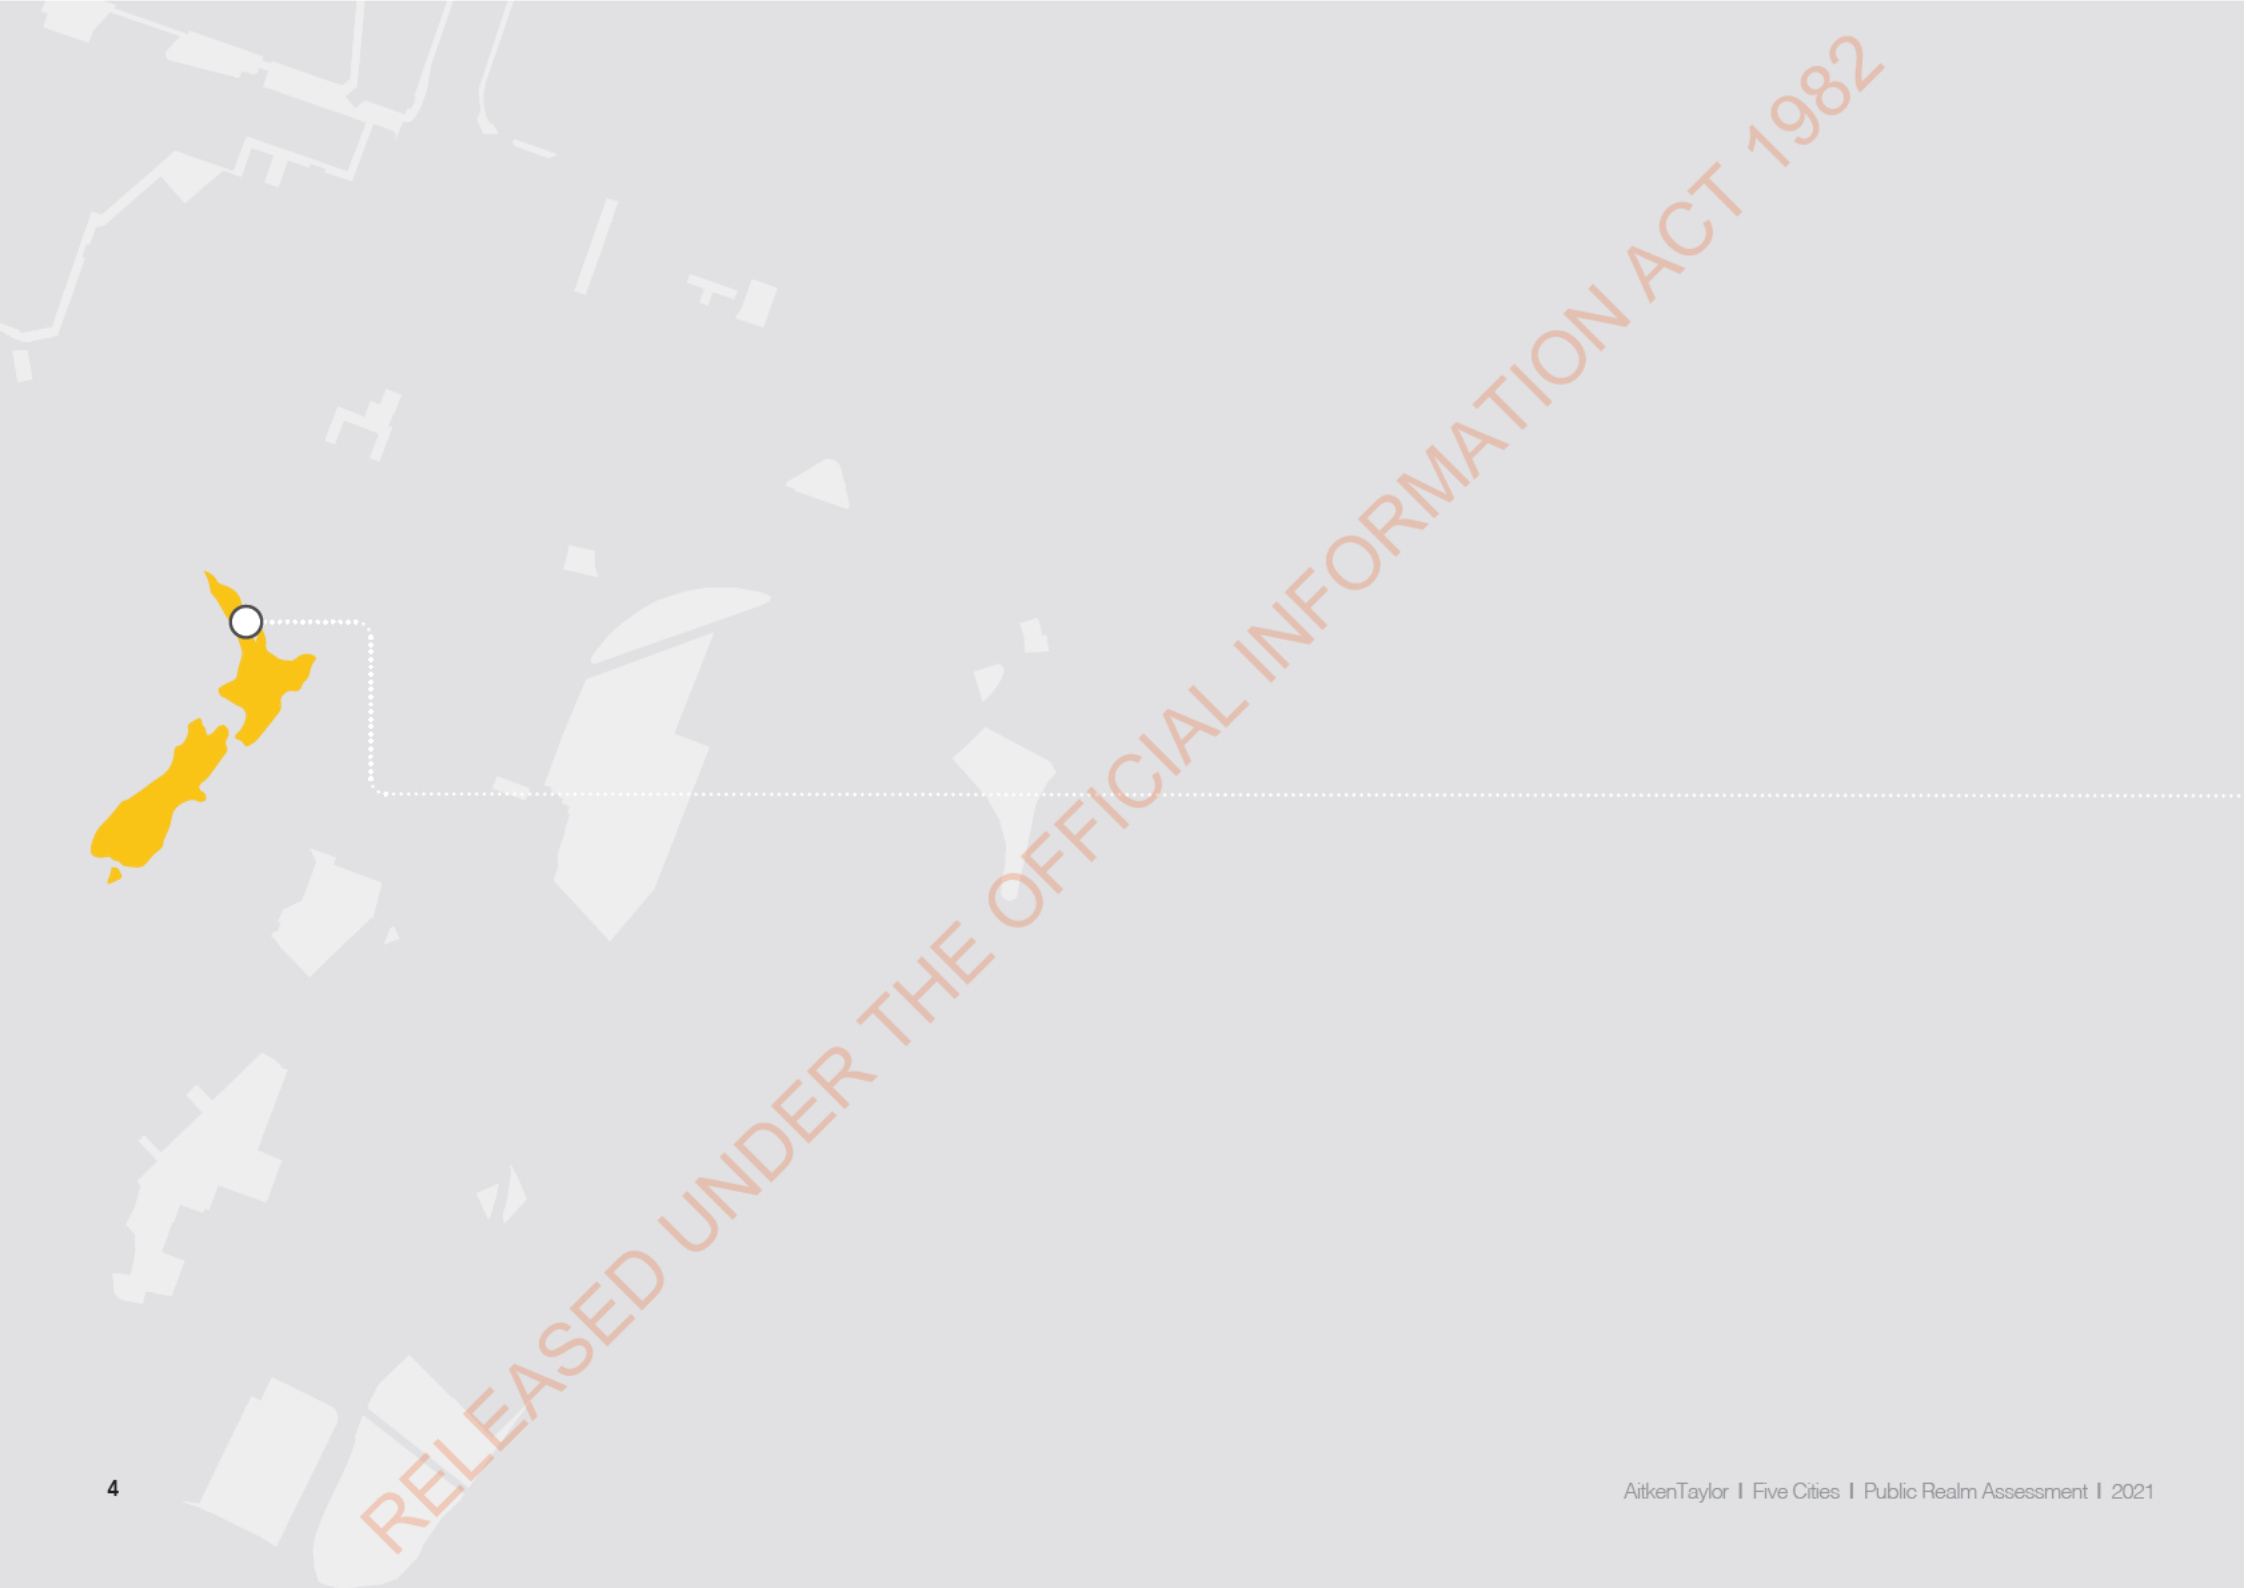 RELEASED UNDER THE OFFICIAL INFORMATION ACT 1982
4
AitkenTaylor I Five Cities I Public Realm Assessment I 2021